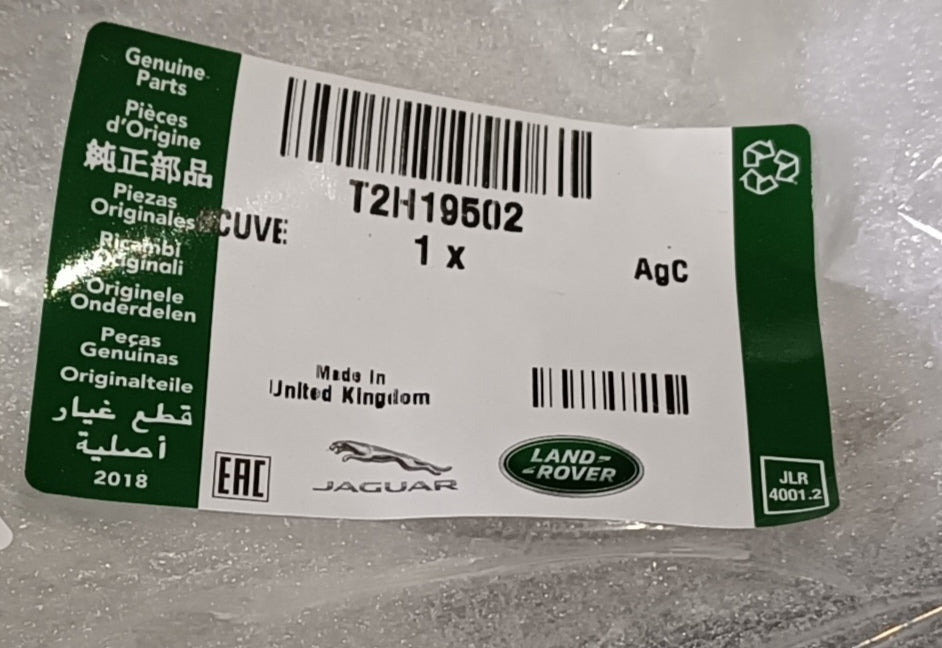 Genuine
Parts
Pièces
d'Origine
純正部品
Piezas
Originales
Ricambi
Originali
Originele
Onderdelen
Peças
Genuinas
Originalteile
قطع غيار
أصلية
2018
T2H19502
CUVE:
1 x
AgC
Made In
United Kingdom
EAC
JAGUAR
LAND-
-ROVER
JLR
4001.2